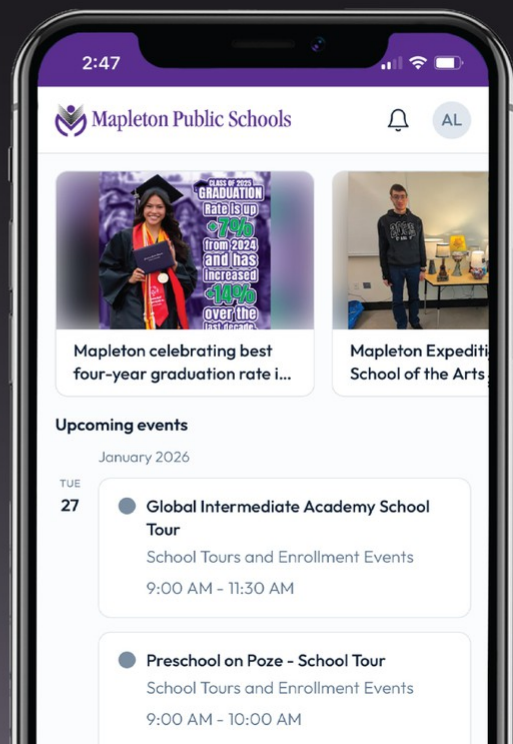 2:47
Mapleton Public Schools
AL
CLASS OF 2025
GRADUATION
Rate is up
+7%
from 2024
and has
increased
+14%
over the
last decade.
Mapleton celebrating best
four-year graduation rate i...
Mapleton Expediti
School of the Arts
Upcoming events
January 2026
TUE
27
Global Intermediate Academy School
Tour
School Tours and Enrollment Events
9:00 AM - 11:30 AM
Preschool on Poze - School Tour
School Tours and Enrollment Events
9:00 AM - 10:00 AM